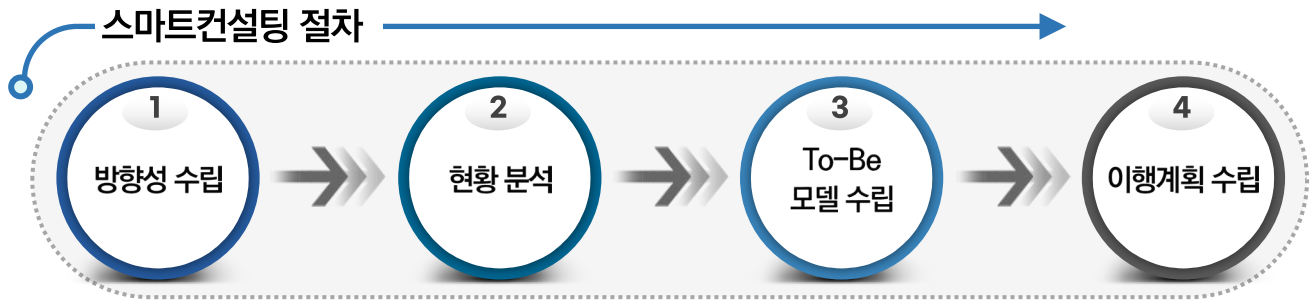 스마트컨설팅 절차
1
방향성 수립
2
현황 분석
3
To-Be
모델 수립
4
이행계획 수립